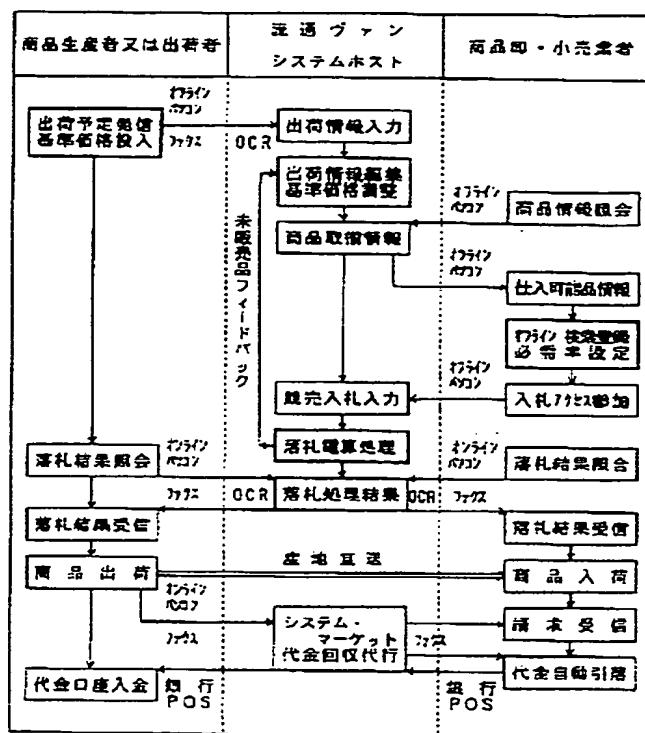 商品生産者又は出荷者
流通ヴァン
システムホスト
商品卸・小売業者
オフライン
パソコン
出荷予定発信
基準価格投入
ファクス
OCR
出荷情報入力
出荷情報編集
基準価格調整
オフライン
パソコン
商品情報照会
商品取揃情報
未販売品フィードバック
オフライン
パソコン
仕入可能品情報
オフライン 検索登録
必需率設定
オフライン
パソコン
競売入札入力
入札アクセス参加
落札電算処理
オンライン
パソコン
落札結果照会
オンライン
パソコン
落札結果照会
ファクス
OCR
落札処理結果
OCR
ファクス
落札結果受信
落札結果受信
産地直送
商品出荷
商品入荷
オンライン
パソコン
ファクス
システム・
マーケット
代金回収代行
ファクス
請求受信
代金口座入金
銀行
POS
代金自動引落
銀行
POS